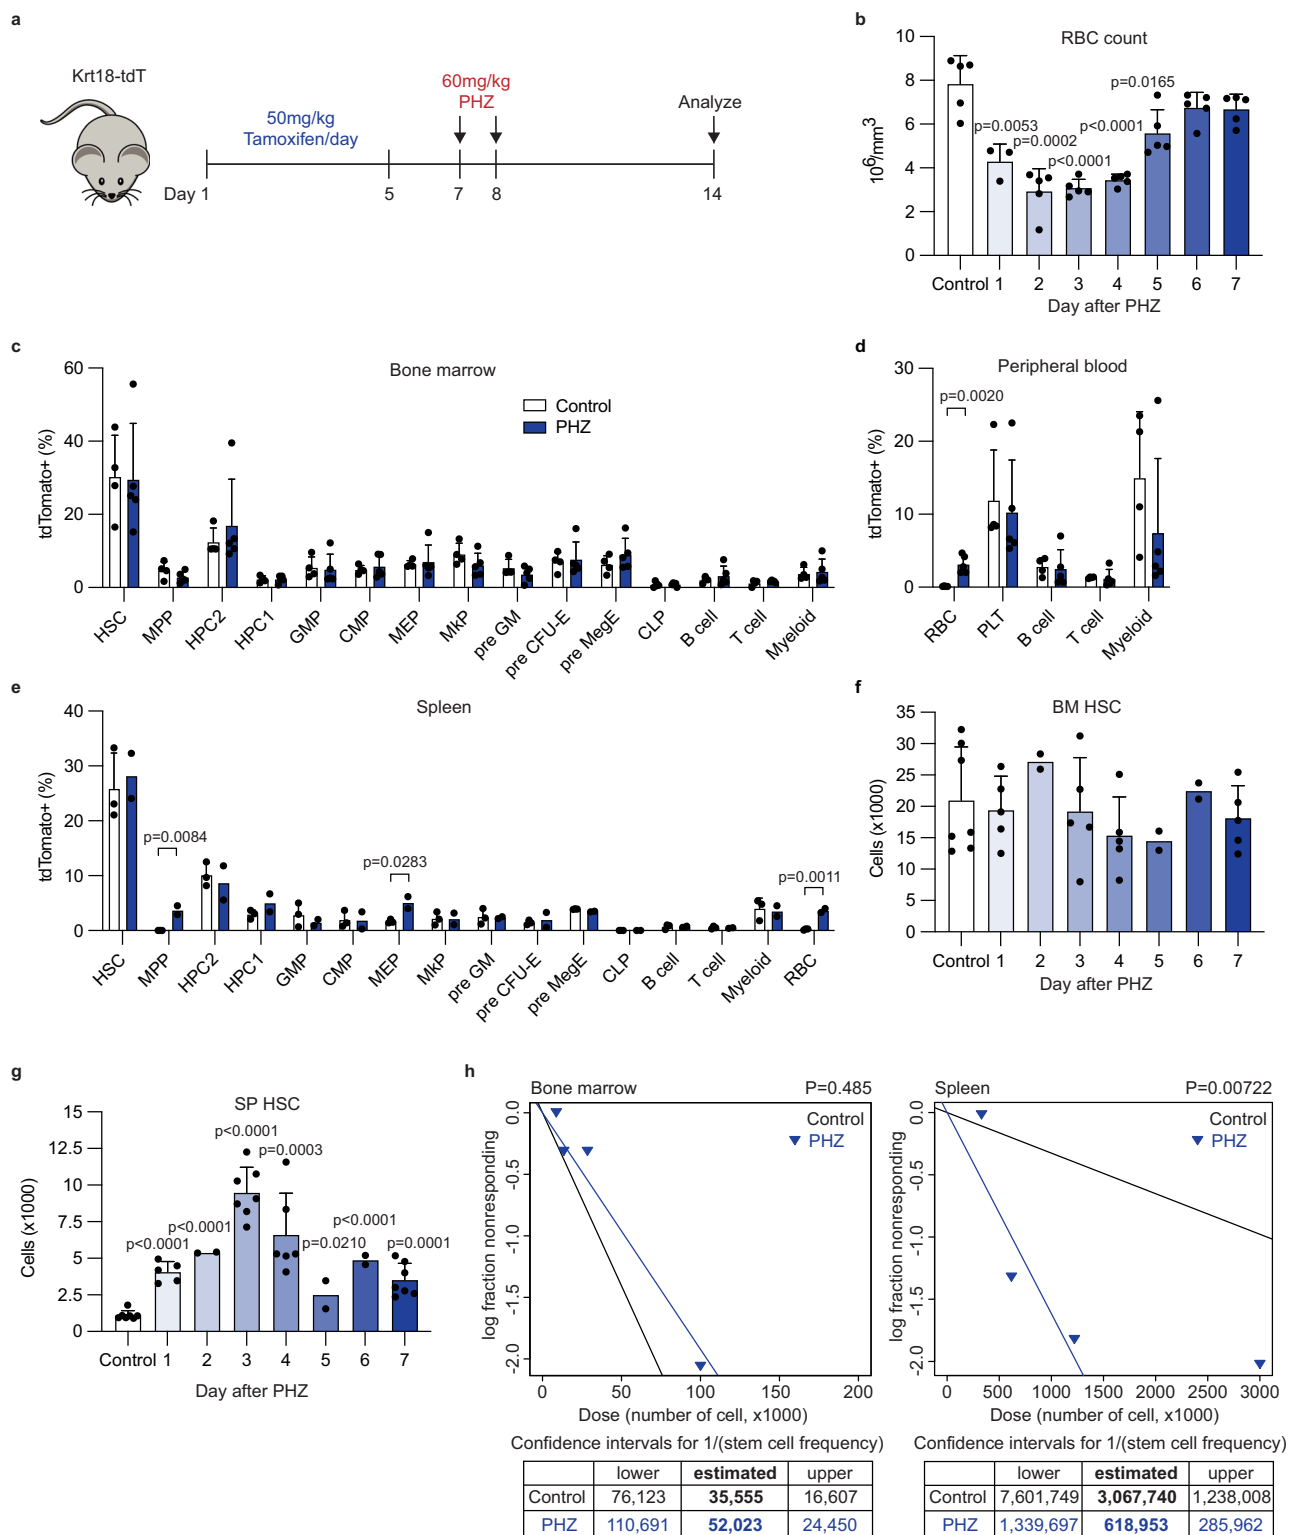 a
Krt18-tdT
50mg/kg
Tamoxifen/day
60mg/kg
PHZ
Analyze
Day 1 5 7 8 14
b
RBC count
10^6/mm^3
10
8
6
4
2
0
p=0.0053
p=0.0002
p<0.0001
p<0.0001
p=0.0165
Control 1 2 3 4 5 6 7
Day after PHZ
c
Bone marrow
Control
PHZ
tdTomato+ (%)
60
40
20
0
HSC MPP HPC2 HPC1 GMP CMP MEP MkP pre GM pre CFU-E pre MegE CLP B cell T cell Myeloid
d
Peripheral blood
tdTomato+ (%)
30
20
10
0
p=0.0020
RBC PLT B cell T cell Myeloid
e
Spleen
tdTomato+ (%)
40
30
20
10
0
p=0.0084
p=0.0283
p=0.0011
HSC MPP HPC2 HPC1 GMP CMP MEP MkP pre GM pre CFU-E pre MegE CLP B cell T cell Myeloid RBC
f
BM HSC
Cells (x1000)
35
30
25
20
15
10
5
0
Control 1 2 3 4 5 6 7
Day after PHZ
g
SP HSC
Cells (x1000)
15
12.5
10
7.5
5
2.5
0
p<0.0001
p<0.0001
p<0.0001
p=0.0003
p=0.0210
p<0.0001
p=0.0001
Control 1 2 3 4 5 6 7
Day after PHZ
h
Bone marrow P=0.485
Control
PHZ
log fraction nonresponding
0.0
-0.5
-1.0
-1.5
-2.0
0 50 100 150 200
Dose (number of cell, x1000)
Confidence intervals for 1/(stem cell frequency)
lower estimated upper
Control 76,123 35,555 16,607
PHZ 110,691 52,023 24,450
Spleen P=0.00722
Control
PHZ
log fraction nonresponding
0.0
-0.5
-1.0
-1.5
-2.0
0 500 1000 1500 2000 2500 3000
Dose (number of cell, x1000)
Confidence intervals for 1/(stem cell frequency)
lower estimated upper
Control 7,601,749 3,067,740 1,238,008
PHZ 1,339,697 618,953 285,962